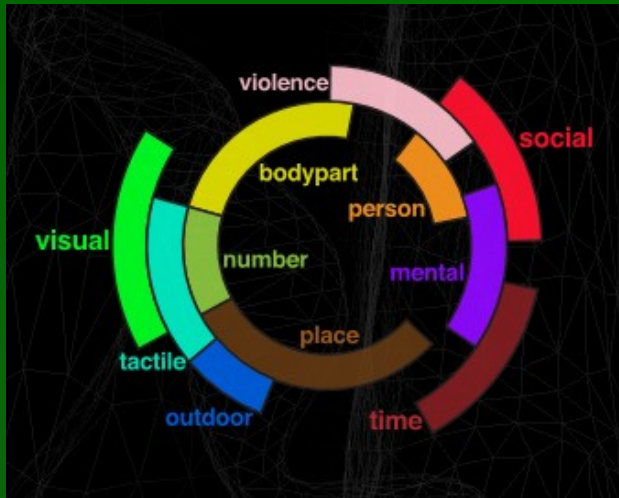 violence
social
bodypart
person
visual
number
mental
place
tactile
outdoor
time